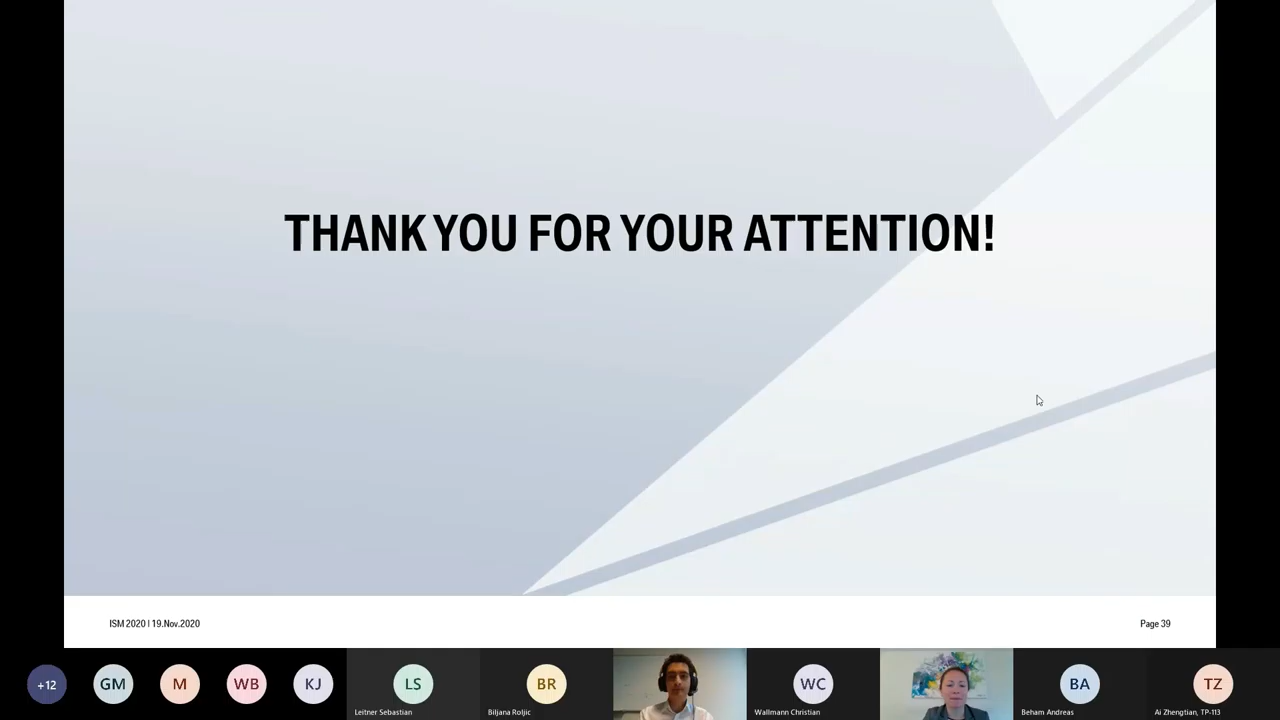 THANK YOU FOR YOUR ATTENTION!
ISM 2020 | 19.Nov.2020
Page 39
+12
GM
M
WB
KJ
LS
BR
WC
BA
TZ
Leitner Sebastian
Biljana Roljic
Wallmann Christian
Beham Andreas
Ai Zhengtian, TP-113